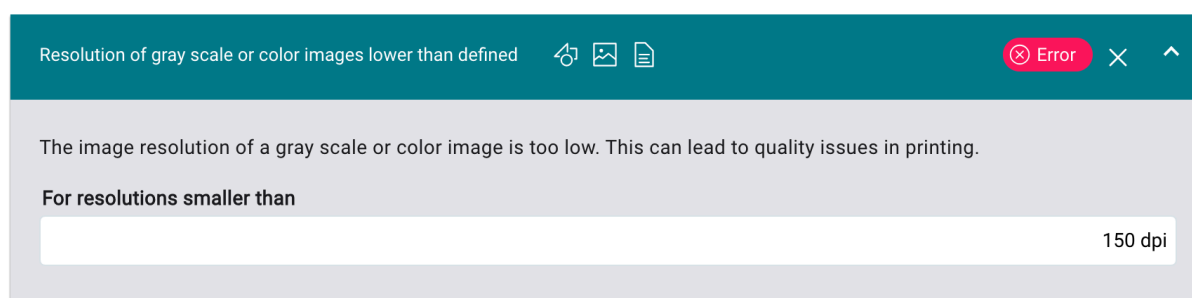 Resolution of gray scale or color images lower than defined
Error
The image resolution of a gray scale or color image is too low. This can lead to quality issues in printing.
For resolutions smaller than
150 dpi